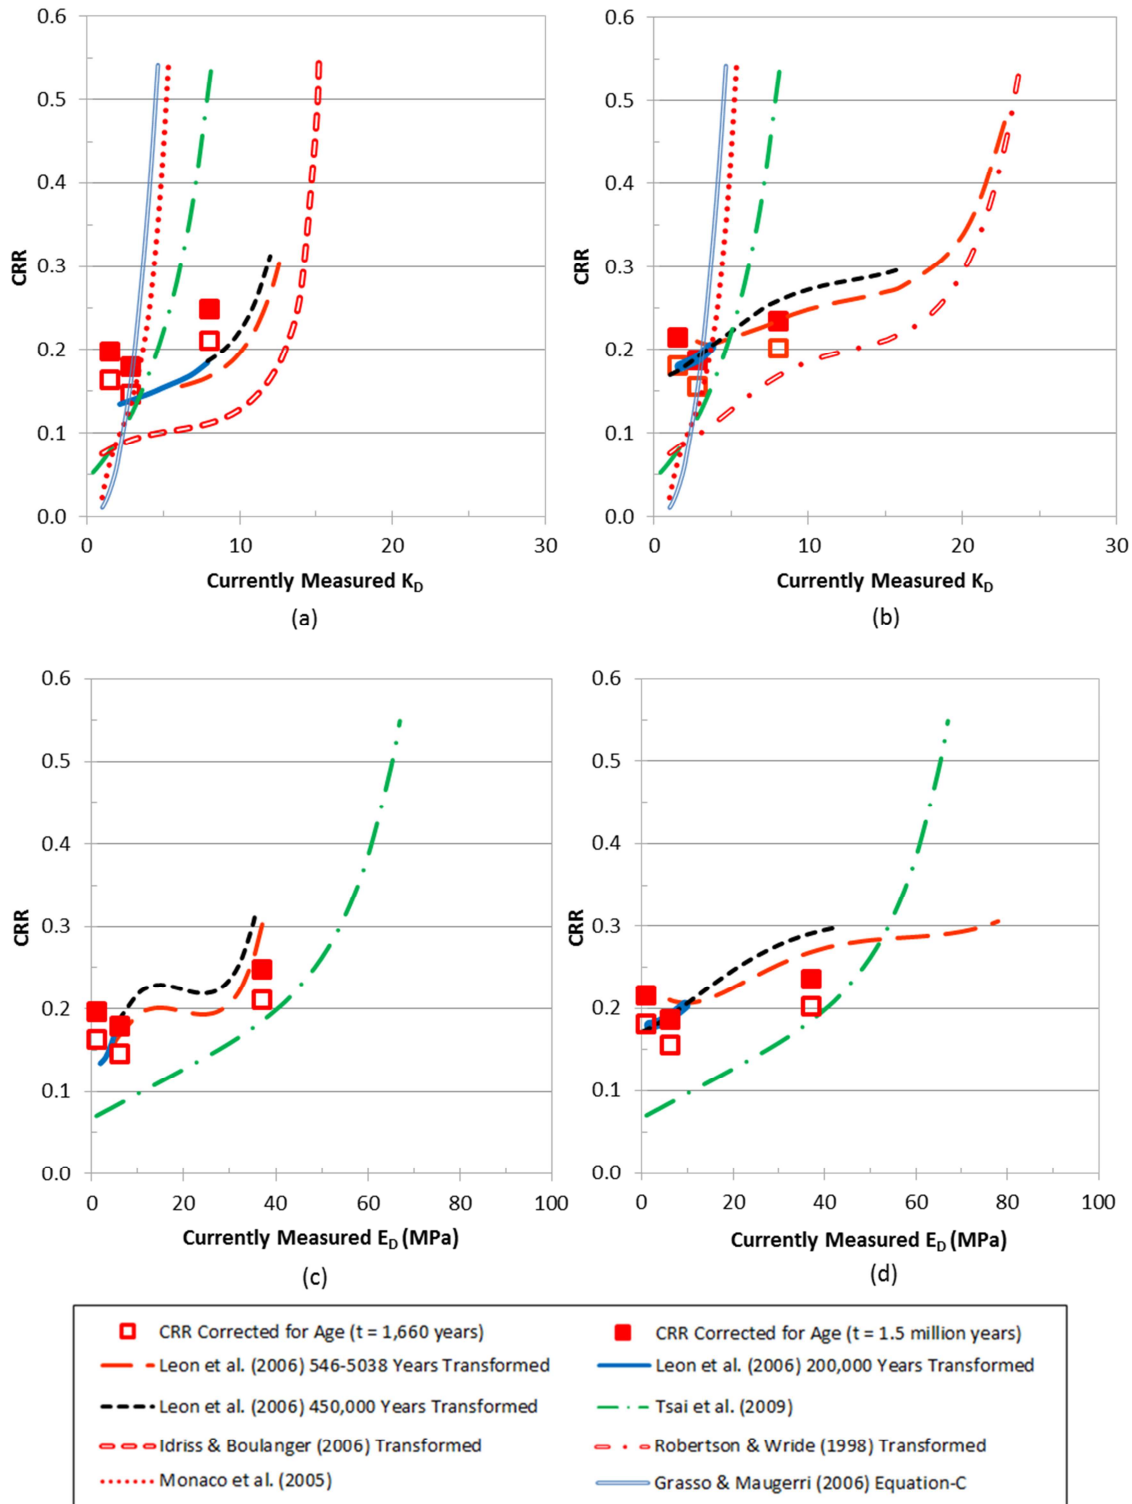 0.6
0.5
0.4
0.3
0.2
0.1
0.0
CRR
0 10 20 30
Currently Measured K_D
(a)
0.6
0.5
0.4
0.3
0.2
0.1
0.0
CRR
0 10 20 30
Currently Measured K_D
(b)
0.6
0.5
0.4
0.3
0.2
0.1
0.0
CRR
0 20 40 60 80 100
Currently Measured E_D (MPa)
(c)
0.6
0.5
0.4
0.3
0.2
0.1
0.0
CRR
0 20 40 60 80 100
Currently Measured E_D (MPa)
(d)
CRR Corrected for Age (t = 1,660 years)
CRR Corrected for Age (t = 1.5 million years)
Leon et al. (2006) 546-5038 Years Transformed
Leon et al. (2006) 200,000 Years Transformed
Leon et al. (2006) 450,000 Years Transformed
Tsai et al. (2009)
Idriss & Boulanger (2006) Transformed
Robertson & Wride (1998) Transformed
Monaco et al. (2005)
Grasso & Maugerri (2006) Equation-C